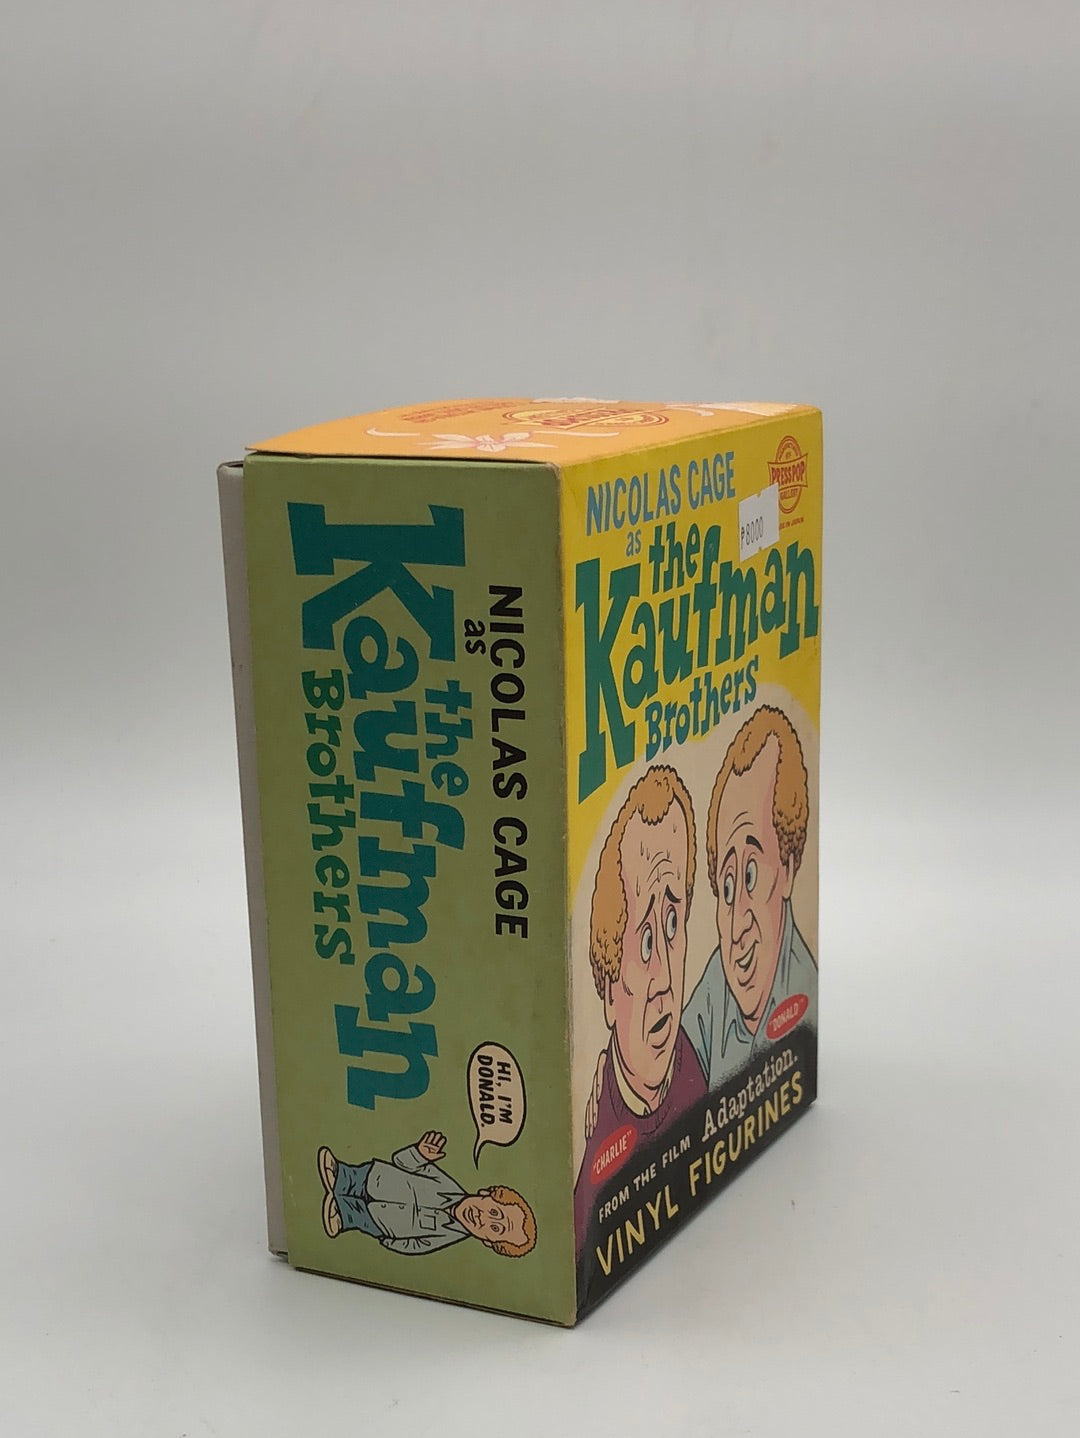 NICOLAS CAGE
as
the
Kaufman
Brothers
HI, I'M
DONALD.
NICOLAS CAGE
as
the
Kaufman
Brothers
PRESSPOP
GALLERY
₱8000
"DONALD"
"CHARLIE"
FROM THE FILM Adaptation.
VINYL FIGURINES